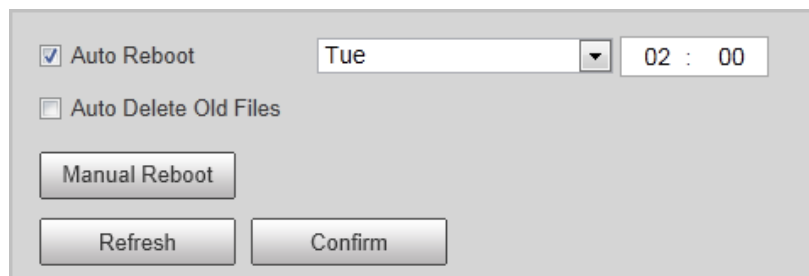 Auto Reboot Tue 02 : 00
Auto Delete Old Files
Manual Reboot
Refresh Confirm